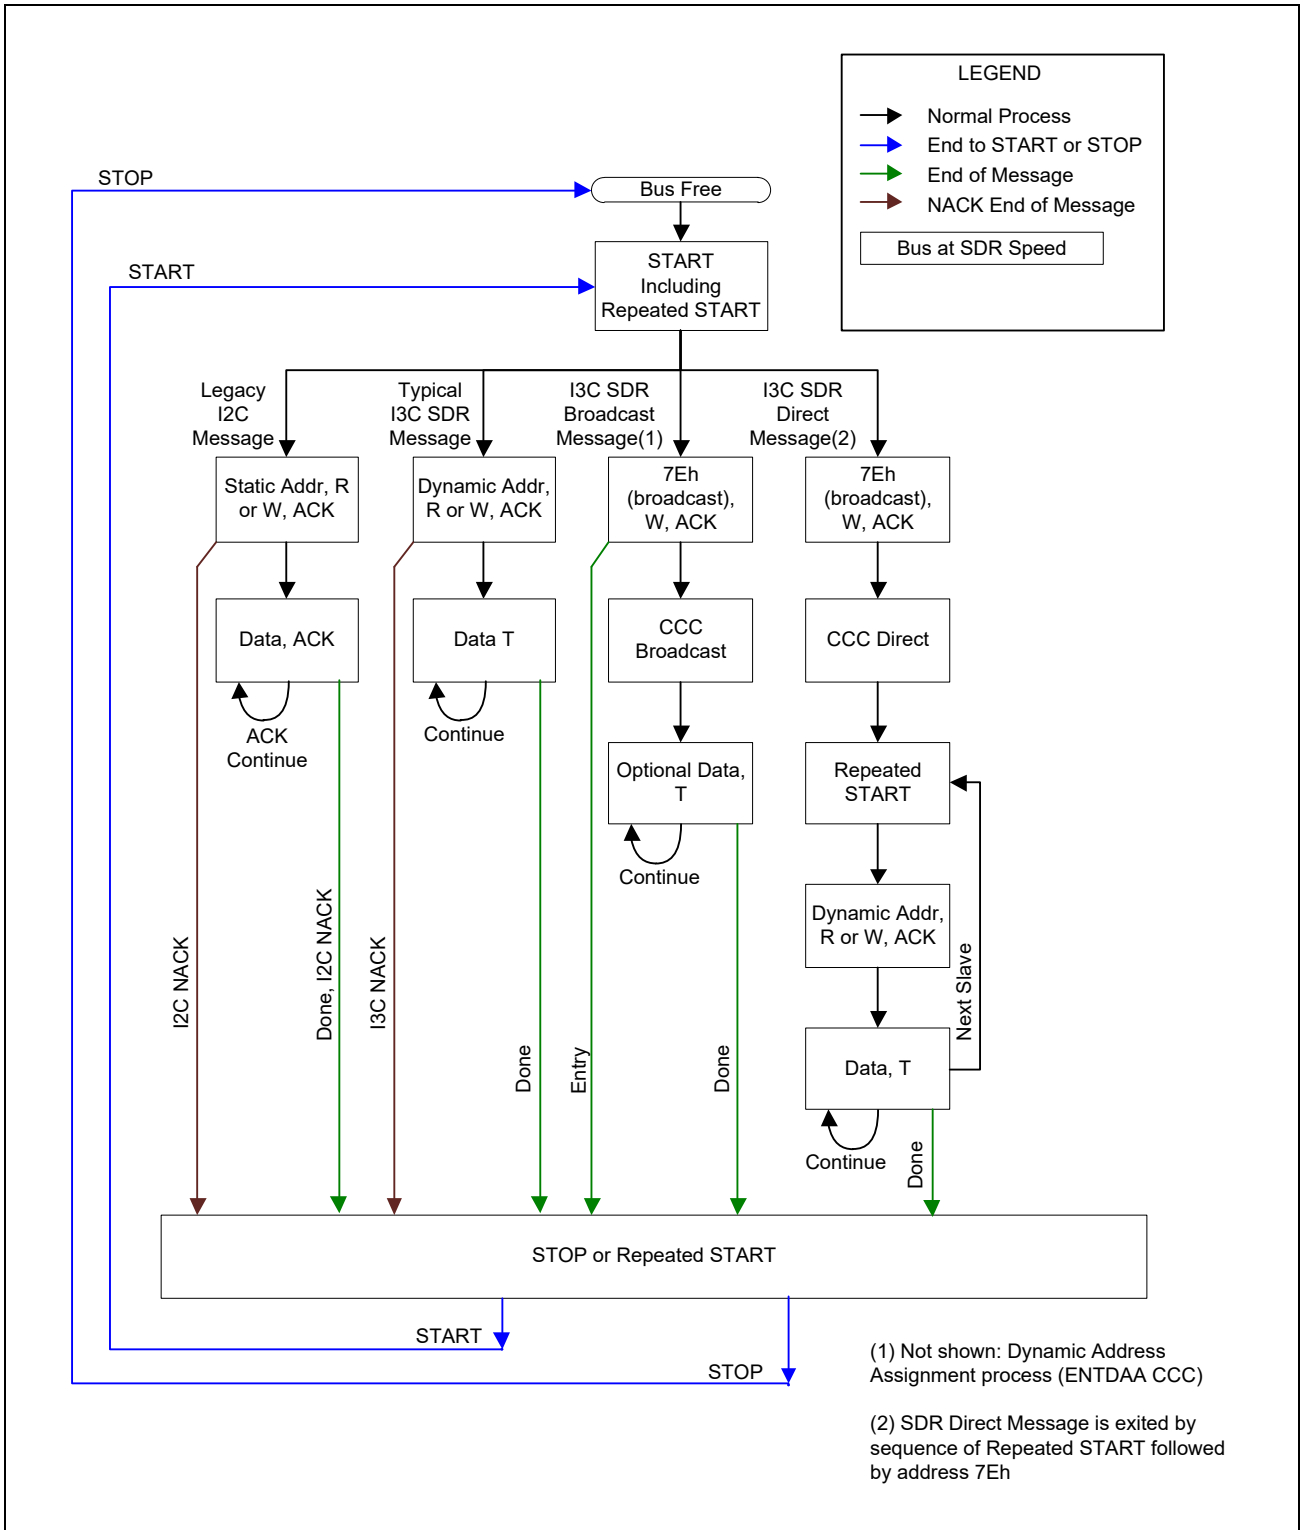 LEGEND
Normal Process
End to START or STOP
End of Message
NACK End of Message
Bus at SDR Speed
STOP
Bus Free
START
START
Including
Repeated START
Legacy
I2C
Message
Typical
I3C SDR
Message
I3C SDR
Broadcast
Message(1)
I3C SDR
Direct
Message(2)
Static Addr, R
or W, ACK
Dynamic Addr,
R or W, ACK
7Eh
(broadcast),
W, ACK
7Eh
(broadcast),
W, ACK
Data, ACK
Data T
CCC
Broadcast
CCC Direct
ACK
Continue
Continue
Optional Data,
T
Repeated
START
Continue
Dynamic Addr,
R or W, ACK
I2C NACK
Done, I2C NACK
I3C NACK
Done
Entry
Done
Next Slave
Data, T
Continue
Done
STOP or Repeated START
START
STOP
(1) Not shown: Dynamic Address
Assignment process (ENTDAA CCC)
(2) SDR Direct Message is exited by
sequence of Repeated START followed
by address 7Eh